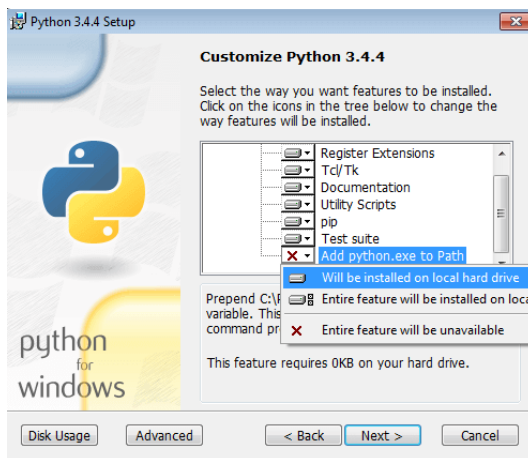 Python 3.4.4 Setup
Customize Python 3.4.4
Select the way you want features to be installed.
Click on the icons in the tree below to change the
way features will be installed.
Register Extensions
Tcl/Tk
Documentation
Utility Scripts
pip
Test suite
Add python.exe to Path
Will be installed on local hard drive
Entire feature will be installed on loca
Entire feature will be unavailable
Prepend C:\
variable. This
command pr
This feature requires 0KB on your hard drive.
python
for
windows
Disk Usage
Advanced
< Back
Next >
Cancel